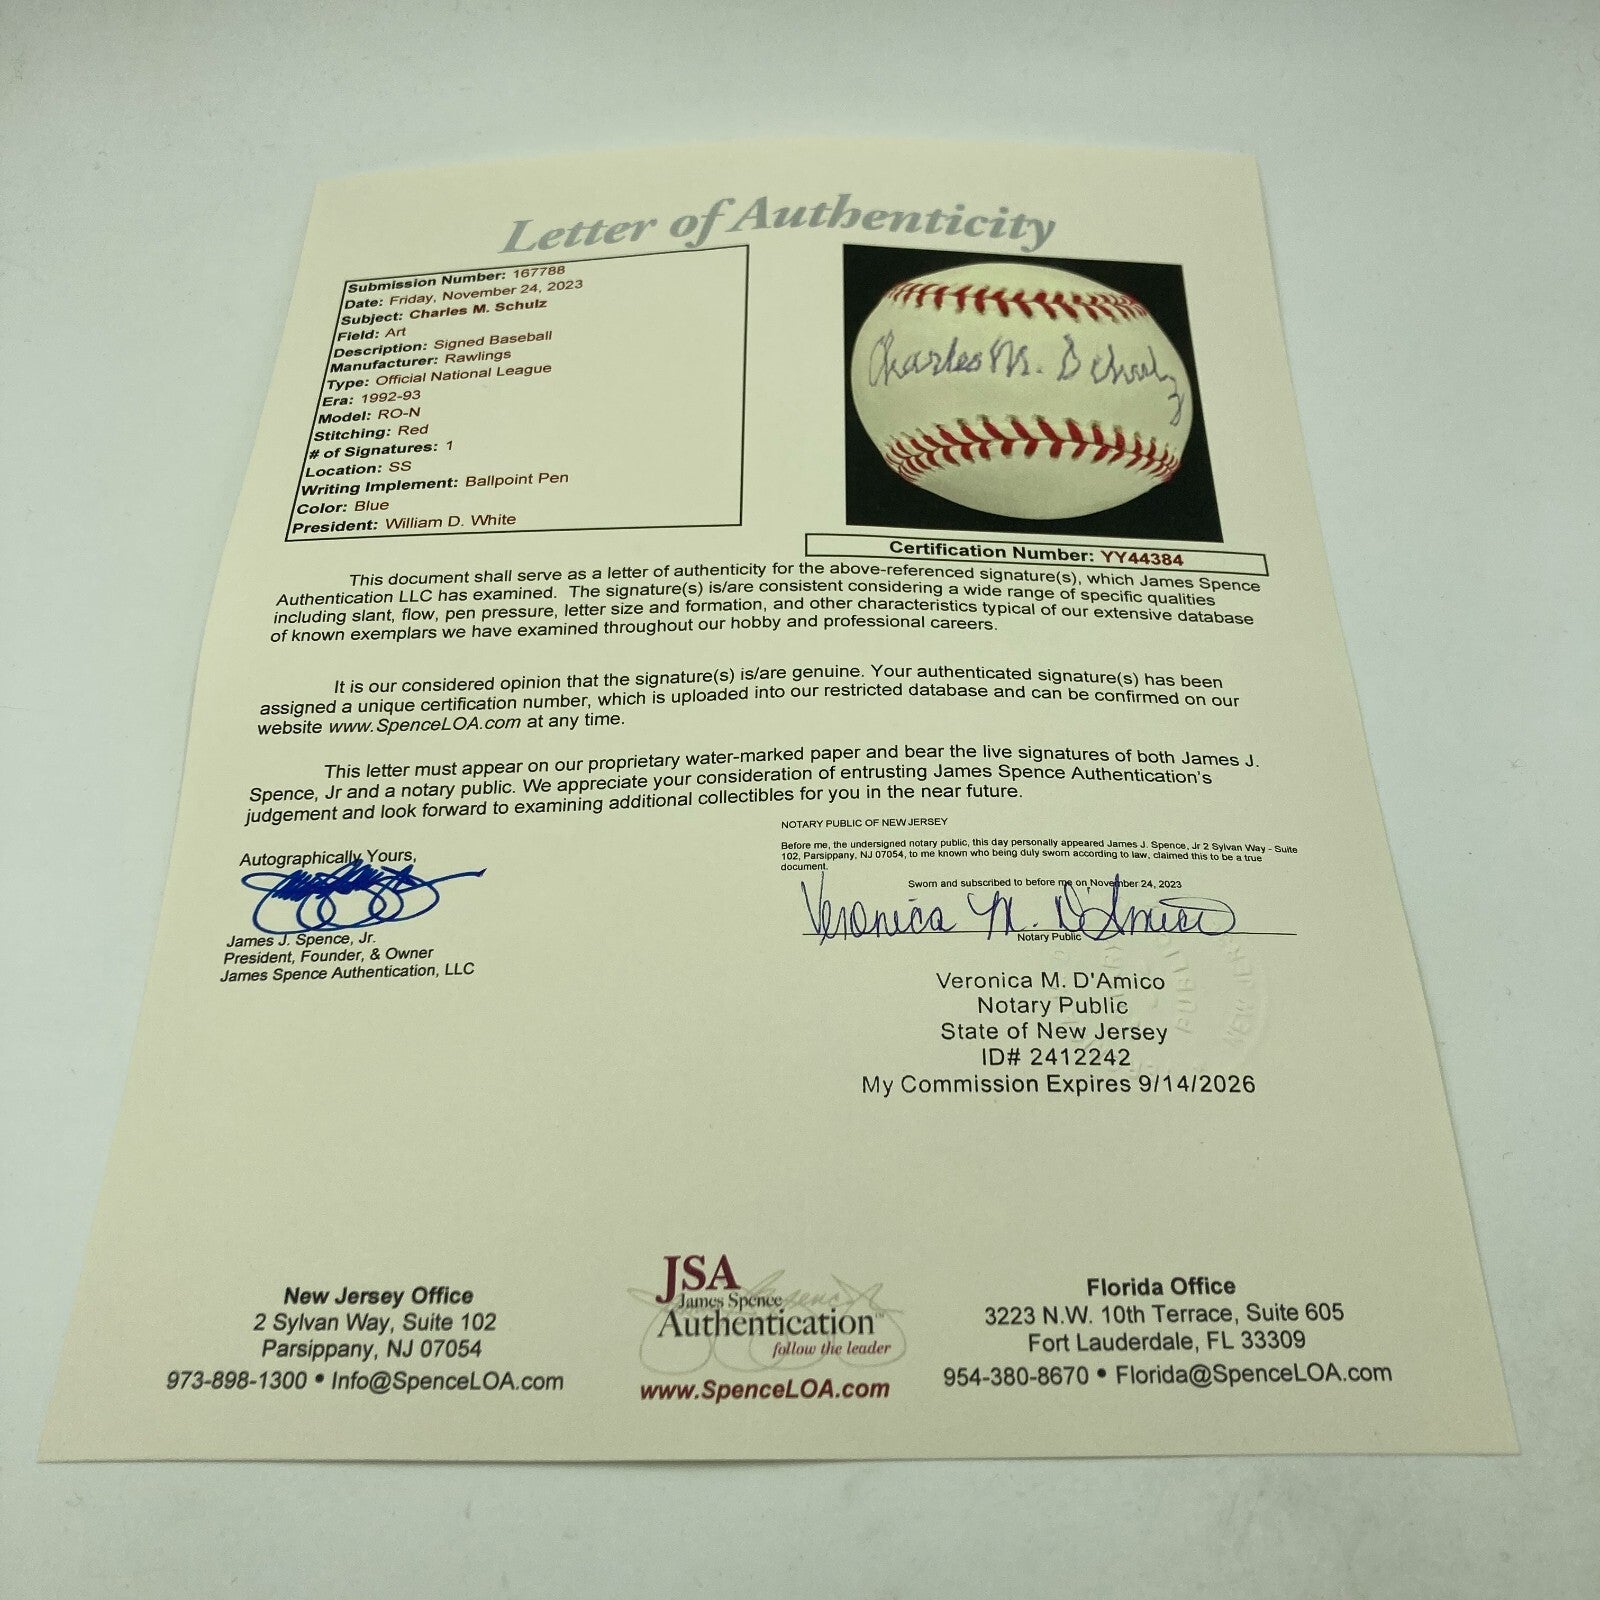 Letter of Authenticity
Submission Number: 167788
Date: Friday, November 24, 2023
Subject: Charles M. Schulz
Field: Art
Description: Signed Baseball
Manufacturer: Rawlings
Type: Official National League
Era: 1992-93
Model: RO-N
Stitching: Red
# of Signatures: 1
Location: SS
Writing Implement: Ballpoint Pen
Color: Blue
President: William D. White
Charles M. Schulz
Certification Number: YY44384
This document shall serve as a letter of authenticity for the above-referenced signature(s), which James Spence
Authentication LLC has examined. The signature(s) is/are consistent considering a wide range of specific qualities
including slant, flow, pen pressure, letter size and formation, and other characteristics typical of our extensive database
of known exemplars we have examined throughout our hobby and professional careers.
It is our considered opinion that the signature(s) is/are genuine. Your authenticated signature(s) has been
assigned a unique certification number, which is uploaded into our restricted database and can be confirmed on our
website www.SpenceLOA.com at any time.
This letter must appear on our proprietary water-marked paper and bear the live signatures of both James J.
Spence, Jr and a notary public. We appreciate your consideration of entrusting James Spence Authentication's
judgement and look forward to examining additional collectibles for you in the near future.
Autographically Yours,
James J. Spence, Jr.
President, Founder, & Owner
James Spence Authentication, LLC
NOTARY PUBLIC OF NEW JERSEY
Before me, the undersigned notary public, this day personally appeared James J. Spence, Jr 2 Sylvan Way - Suite
102, Parsippany, NJ 07054, to me known who being duly sworn according to law, claimed this to be a true
document.
Sworn and subscribed to before me on November 24, 2023
Veronica M. D'Amico
Notary Public
Veronica M. D'Amico
Notary Public
State of New Jersey
ID# 2412242
My Commission Expires 9/14/2026
New Jersey Office
2 Sylvan Way, Suite 102
Parsippany, NJ 07054
973-898-1300 • Info@SpenceLOA.com
JSA
James Spence
Authentication™
follow the leader
www.SpenceLOA.com
Florida Office
3223 N.W. 10th Terrace, Suite 605
Fort Lauderdale, FL 33309
954-380-8670 • Florida@SpenceLOA.com